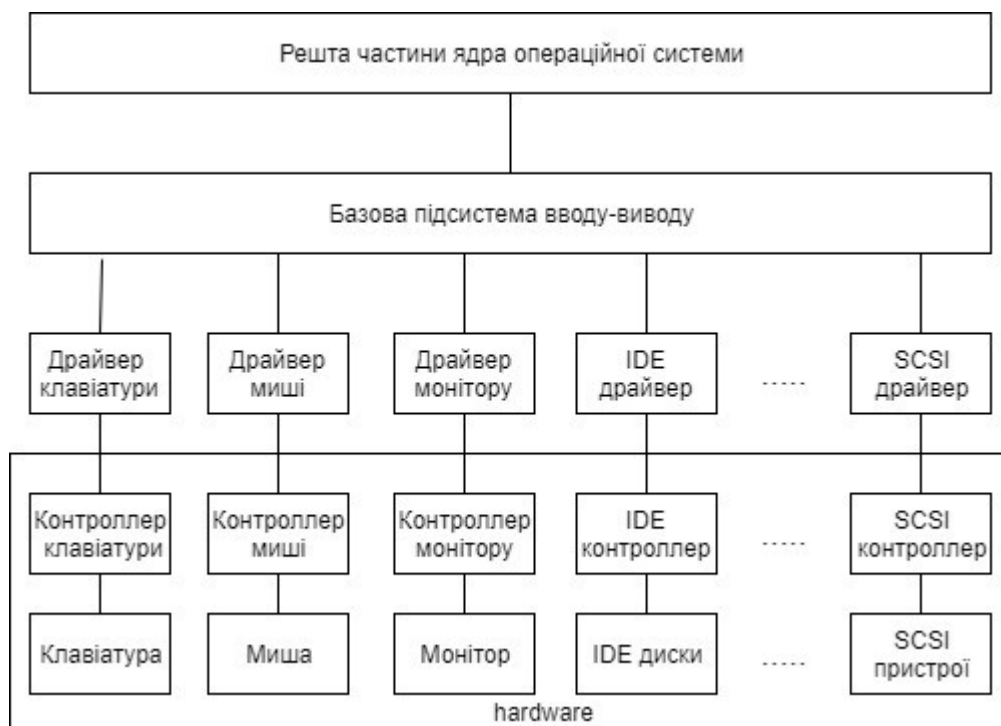 Решта частини ядра операційної системи
Базова підсистема вводу-виводу
Драйвер
клавіатури
Драйвер
миші
Драйвер
монітору
IDE
драйвер
.....
SCSI
драйвер
Контроллер
клавіатури
Контроллер
миші
Контроллер
монітору
IDE
контроллер
.....
SCSI
контроллер
Клавіатура
Миша
Монітор
IDE диски
.....
SCSI
пристрої
hardware